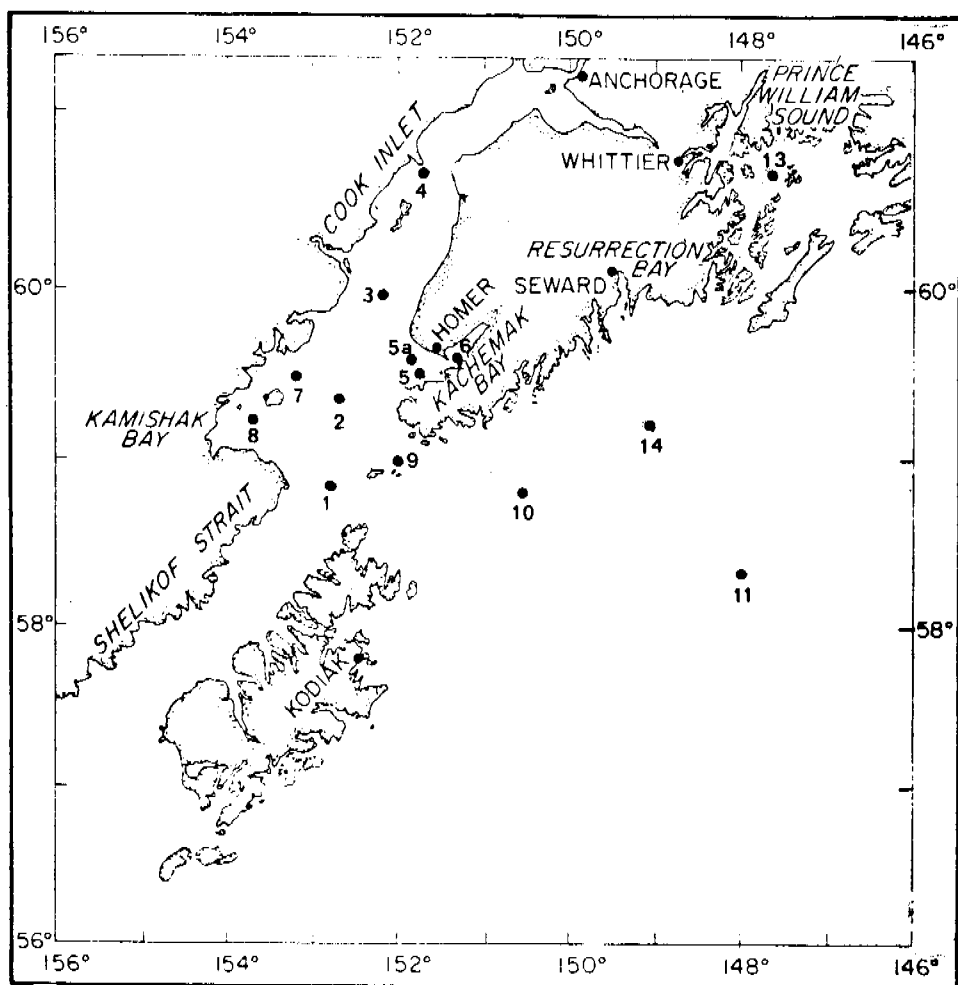 156° 154° 152° 150° 148° 146°
ANCHORAGE
PRINCE
WILLIAM
SOUND
COOK INLET
WHITTIER
13
4
RESURRECTION
BAY
60°
SEWARD
60°
3
HOMER
5a
6
5
KACHEMAK
BAY
7
KAMISHAK
BAY
8
2
14
9
1
10
SHELIKOF STRAIT
11
58°
58°
KODIAK
56°
156° 154° 152° 150° 148° 146°